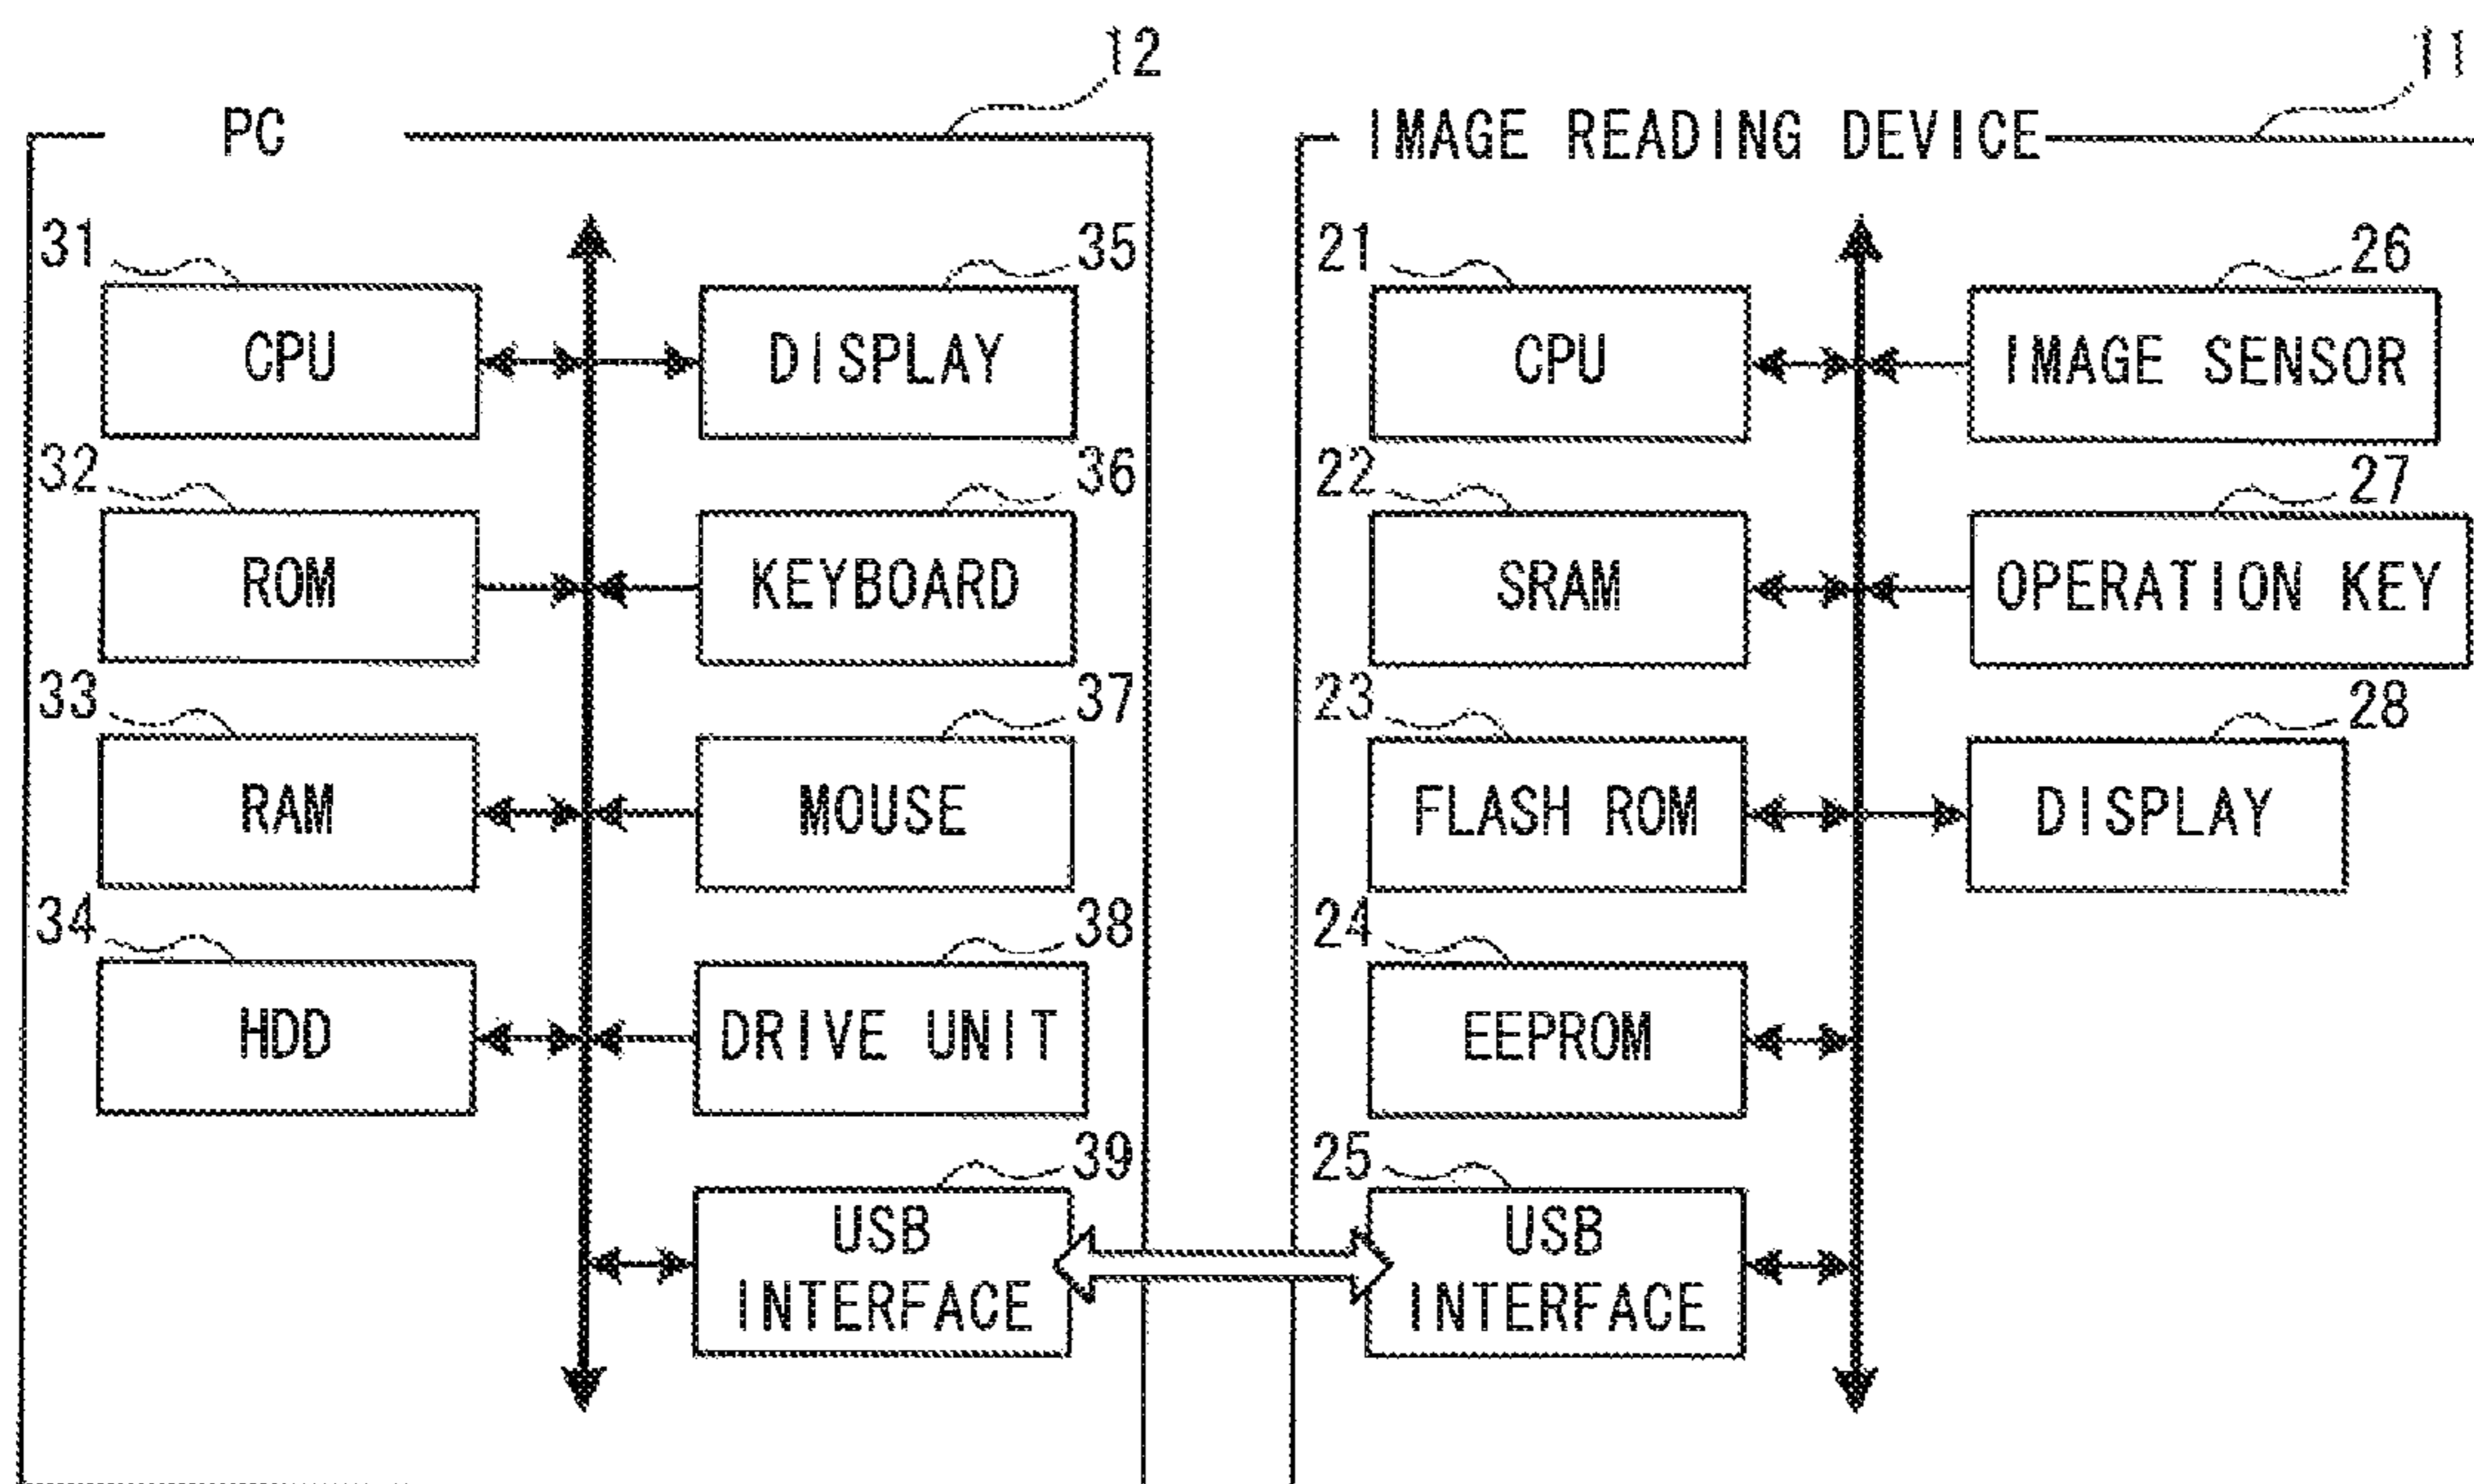 12
PC
31
CPU
35
DISPLAY
32
ROM
36
KEYBOARD
33
RAM
37
MOUSE
34
HDD
38
DRIVE UNIT
39
USB
INTERFACE
11
IMAGE READING DEVICE
21
CPU
26
IMAGE SENSOR
22
SRAM
27
OPERATION KEY
23
FLASH ROM
28
DISPLAY
24
EEPROM
25
USB
INTERFACE